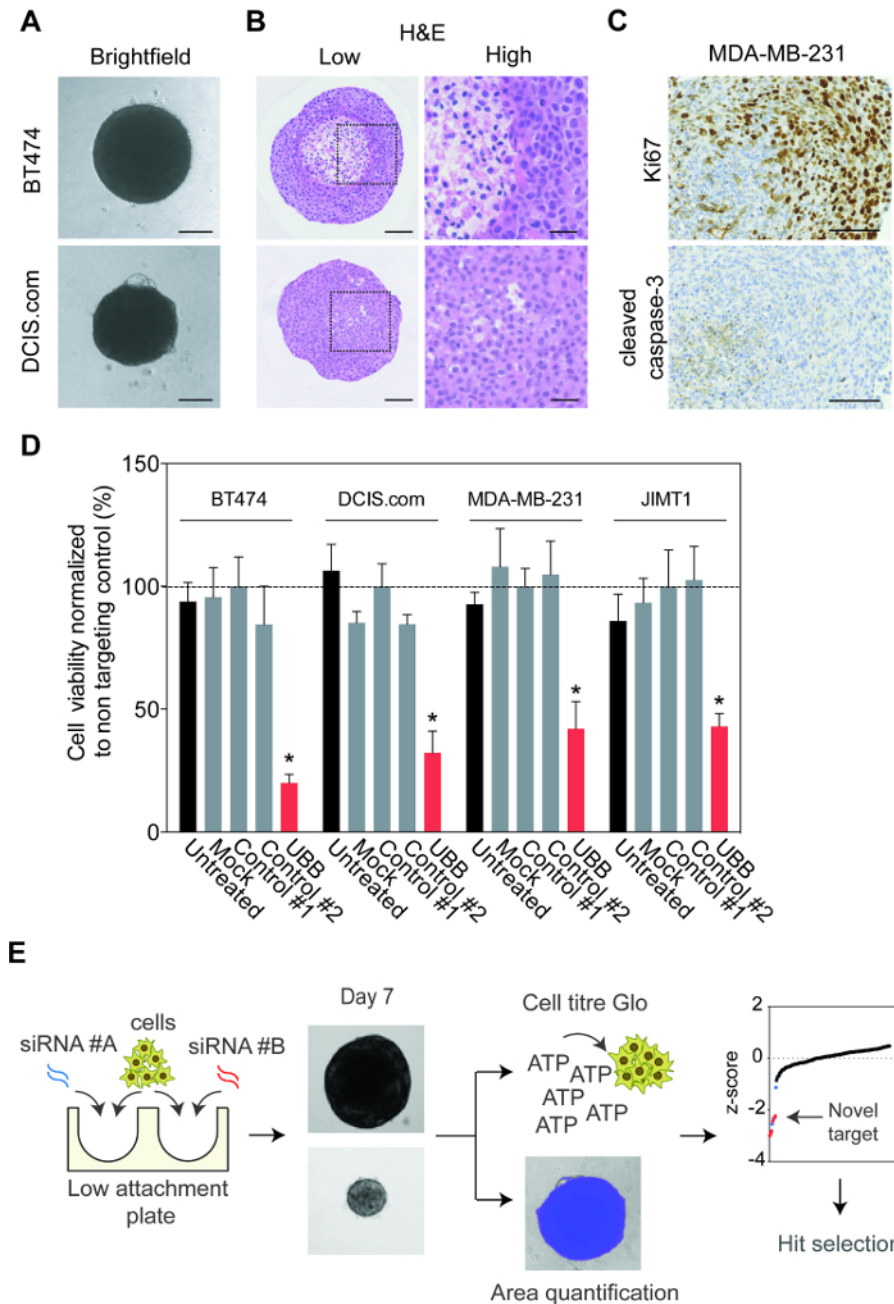 A
B
C
Brightfield
H&E
Low
High
MDA-MB-231
BT474
DCIS.com
Ki67
cleaved
caspase-3
D
Cell viability normalized
to non targeting control (%)
150
100
50
0
BT474
DCIS.com
MDA-MB-231
JIMT1
*
*
*
*
Untreated
Mock
Control #1
Control #2
UBB
Untreated
Mock
Control #1
Control #2
UBB
Untreated
Mock
Control #1
Control #2
UBB
Untreated
Mock
Control #1
Control #2
UBB
E
siRNA #A
cells
siRNA #B
Low attachment
plate
Day 7
Cell titre Glo
ATP
ATP
ATP
ATP
ATP
Area quantification
z-score
2
0
-2
-4
Novel
target
Hit selection